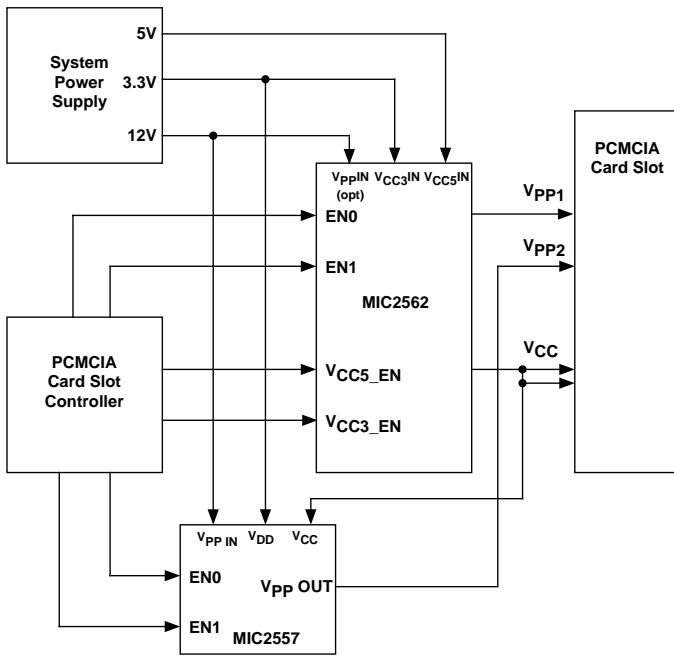 System
Power
Supply
5V
3.3V
12V
PCMCIA
Card Slot
VPP1
VPP2
VCC
VPPIN
(opt)
VCC3IN
VCC5IN
EN0
EN1
MIC2562
VCC5_EN
VCC3_EN
PCMCIA
Card Slot
Controller
VPP IN
VDD
VCC
EN0
VPP OUT
EN1
MIC2557